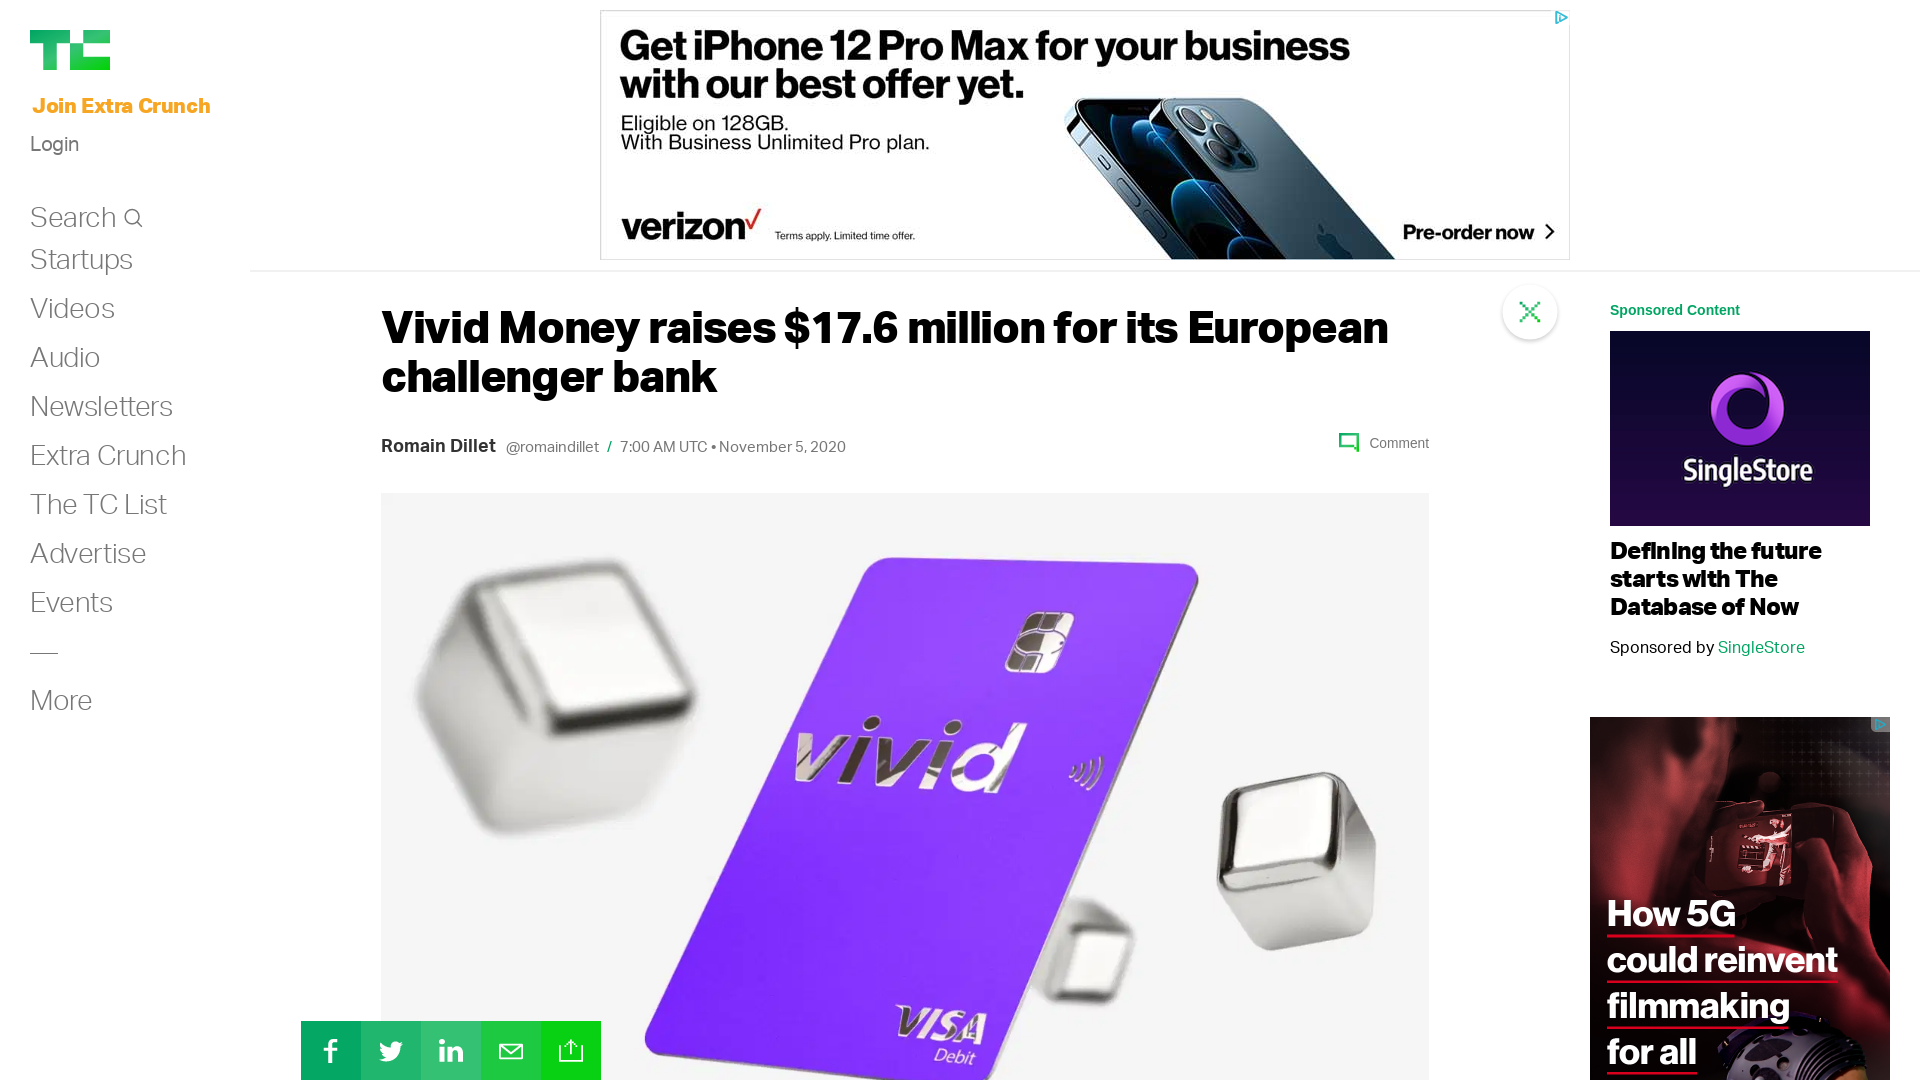 TC
Join Extra Crunch
Login
Search
Startups
Videos
Audio
Newsletters
Extra Crunch
The TC List
Advertise
Events
More
Get iPhone 12 Pro Max for your business
with our best offer yet.
Eligible on 128GB.
With Business Unlimited Pro plan.
verizon
Terms apply. Limited time offer.
Pre-order now
Vivid Money raises $17.6 million for its European
challenger bank
Romain Dillet @romaindillet / 7:00 AM UTC • November 5, 2020
Comment
vivid
VISA
Debit
Sponsored Content
SingleStore
Defining the future
starts with The
Database of Now
Sponsored by SingleStore
How 5G
could reinvent
filmmaking
for all